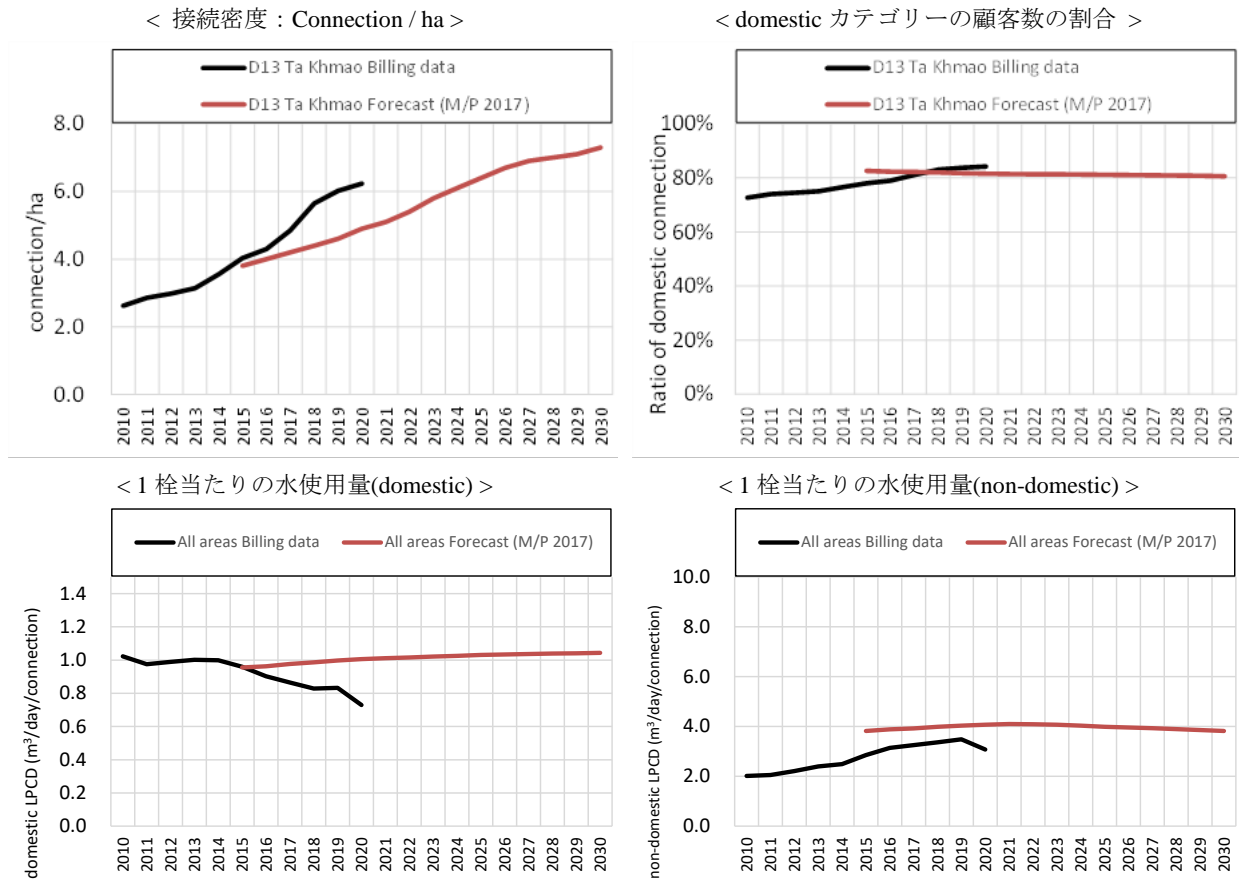 < 接続密度：Connection / ha >
D13 Ta Khmao Billing data
D13 Ta Khmao Forecast (M/P 2017)
connection/ha
8.0
6.0
4.0
2.0
0.0
2010 2011 2012 2013 2014 2015 2016 2017 2018 2019 2020 2021 2022 2023 2024 2025 2026 2027 2028 2029 2030
< domestic カテゴリーの顧客数の割合 >
D13 Ta Khmao Billing data
D13 Ta Khmao Forecast (M/P 2017)
Ratio of domestic connection
100%
80%
60%
40%
20%
0%
2010 2011 2012 2013 2014 2015 2016 2017 2018 2019 2020 2021 2022 2023 2024 2025 2026 2027 2028 2029 2030
< 1 栓当たりの水使用量(domestic) >
All areas Billing data All areas Forecast (M/P 2017)
domestic LPCD (m³/day/connection)
1.4
1.2
1.0
0.8
0.6
0.4
0.2
0.0
2010 2011 2012 2013 2014 2015 2016 2017 2018 2019 2020 2021 2022 2023 2024 2025 2026 2027 2028 2029 2030
< 1 栓当たりの水使用量(non-domestic) >
All areas Billing data All areas Forecast (M/P 2017)
non-domestic LPCD (m³/day/connection)
10.0
8.0
6.0
4.0
2.0
0.0
2010 2011 2012 2013 2014 2015 2016 2017 2018 2019 2020 2021 2022 2023 2024 2025 2026 2027 2028 2029 2030